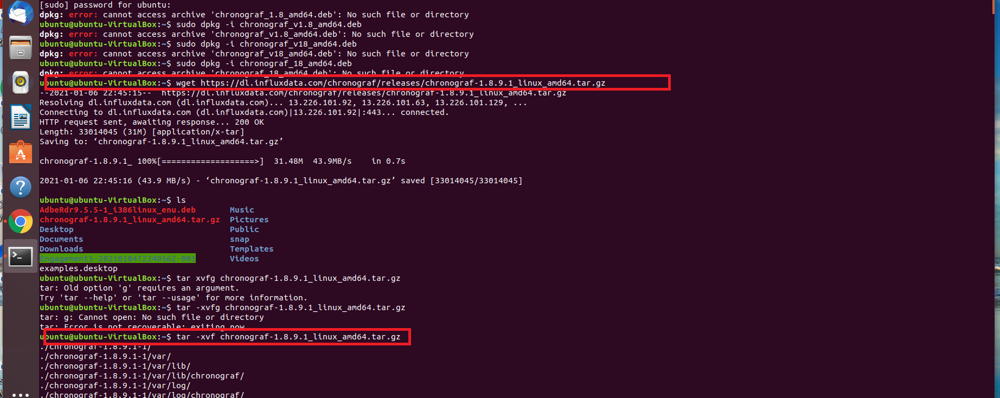 [sudo] password for ubuntu:
dpkg: error: cannot access archive 'chronograf_1.8_amd64.deb': No such file or directory
ubuntu@ubuntu-VirtualBox:~$ sudo dpkg -i chronograf_v1.8_amd64.deb
dpkg: error: cannot access archive 'chronograf_v1.8_amd64.deb': No such file or directory
ubuntu@ubuntu-VirtualBox:~$ sudo dpkg -i chronograf_v18_amd64.deb
dpkg: error: cannot access archive 'chronograf_v18_amd64.deb': No such file or directory
ubuntu@ubuntu-VirtualBox:~$ sudo dpkg -i chronograf_18_amd64.deb
dpkg: error: cannot access archive 'chronograf_18_amd64.deb': No such file or directory
ubuntu@ubuntu-VirtualBox:~$ wget https://dl.influxdata.com/chronograf/releases/chronograf-1.8.9.1_linux_amd64.tar.gz
--2021-01-06 22:45:15--  https://dl.influxdata.com/chronograf/releases/chronograf-1.8.9.1_linux_amd64.tar.gz
Resolving dl.influxdata.com (dl.influxdata.com)... 13.226.101.92, 13.226.101.63, 13.226.101.129, ...
Connecting to dl.influxdata.com (dl.influxdata.com)|13.226.101.92|:443... connected.
HTTP request sent, awaiting response... 200 OK
Length: 33014045 (31M) [application/x-tar]
Saving to: ‘chronograf-1.8.9.1_linux_amd64.tar.gz’
chronograf-1.8.9.1_ 100%[===================>]  31.48M  43.9MB/s    in 0.7s
2021-01-06 22:45:16 (43.9 MB/s) - ‘chronograf-1.8.9.1_linux_amd64.tar.gz’ saved [33014045/33014045]
ubuntu@ubuntu-VirtualBox:~$ ls
AdbeRdr9.5.5-1_i386linux_enu.deb       Music
chronograf-1.8.9.1_linux_amd64.tar.gz  Pictures
Desktop                                Public
Documents                              snap
Downloads                              Templates
Engagement5-20210104T224056Z-001       Videos
examples.desktop
ubuntu@ubuntu-VirtualBox:~$ tar xvfg chronograf-1.8.9.1_linux_amd64.tar.gz
tar: Old option 'g' requires an argument.
Try 'tar --help' or 'tar --usage' for more information.
ubuntu@ubuntu-VirtualBox:~$ tar -xvfg chronograf-1.8.9.1_linux_amd64.tar.gz
tar: g: Cannot open: No such file or directory
tar: Error is not recoverable: exiting now
ubuntu@ubuntu-VirtualBox:~$ tar -xvf chronograf-1.8.9.1_linux_amd64.tar.gz
./chronograf-1.8.9.1-1/
./chronograf-1.8.9.1-1/var/
./chronograf-1.8.9.1-1/var/lib/
./chronograf-1.8.9.1-1/var/lib/chronograf/
./chronograf-1.8.9.1-1/var/log/
./chronograf-1.8.9.1-1/var/log/chronograf/